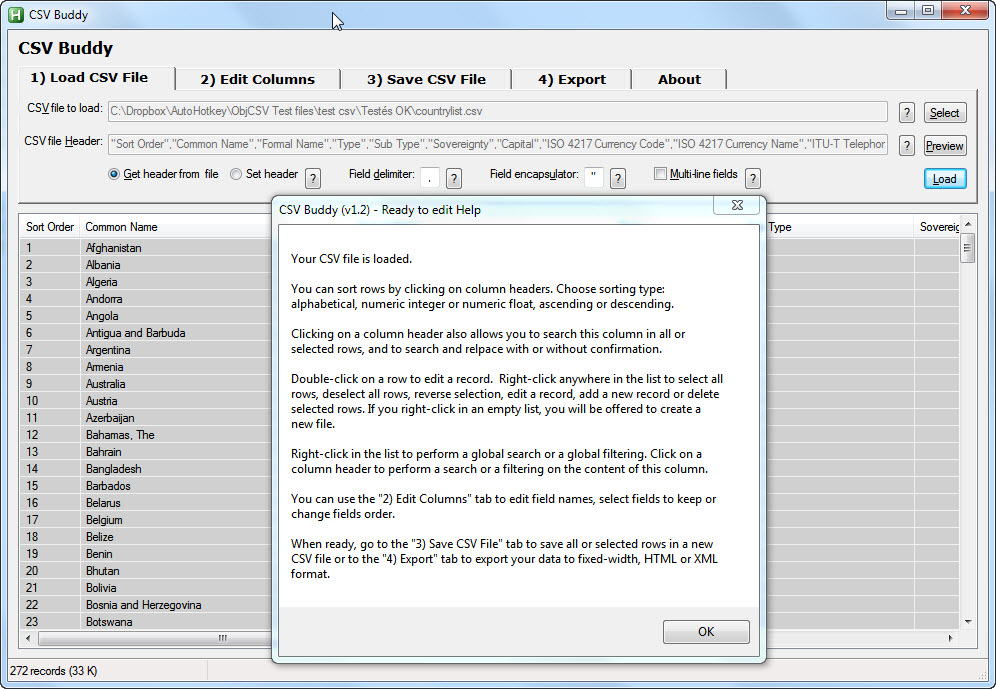 CSV Buddy
CSV Buddy
1) Load CSV File 2) Edit Columns 3) Save CSV File 4) Export About
CSV file to load: C:\Dropbox\AutoHotkey\ObjCSV Test files\test csv\Testés OK\countrylist.csv ? Select
CSV file Header: "Sort Order","Common Name","Formal Name","Type","Sub Type","Sovereignty","Capital","ISO 4217 Currency Code","ISO 4217 Currency Name","ITU-T Telephor ? Preview
Get header from file Set header ? Field delimiter: , ? Field encapsulator: " ? Multi-line fields ? Load
CSV Buddy (v1.2) - Ready to edit Help
Sort Order Common Name Type Sovereig
1 Afghanistan
2 Albania
3 Algeria
4 Andorra
5 Angola
6 Antigua and Barbuda
7 Argentina
8 Armenia
9 Australia
10 Austria
11 Azerbaijan
12 Bahamas, The
13 Bahrain
14 Bangladesh
15 Barbados
16 Belarus
17 Belgium
18 Belize
19 Benin
20 Bhutan
21 Bolivia
22 Bosnia and Herzegovina
23 Botswana
Your CSV file is loaded.
You can sort rows by clicking on column headers. Choose sorting type:
alphabetical, numeric integer or numeric float, ascending or descending.
Clicking on a column header also allows you to search this column in all or
selected rows, and to search and relpace with or without confirmation.
Double-click on a row to edit a record. Right-click anywhere in the list to select all
rows, deselect all rows, reverse selection, edit a record, add a new record or delete
selected rows. If you right-click in an empty list, you will be offered to create a
new file.
Right-click in the list to perform a global search or a global filtering. Click on a
column header to perform a search or a filtering on the content of this column.
You can use the "2) Edit Columns" tab to edit field names, select fields to keep or
change fields order.
When ready, go to the "3) Save CSV File" tab to save all or selected rows in a new
CSV file or to the "4) Export" tab to export your data to fixed-width, HTML or XML
format.
OK
272 records (33 K)